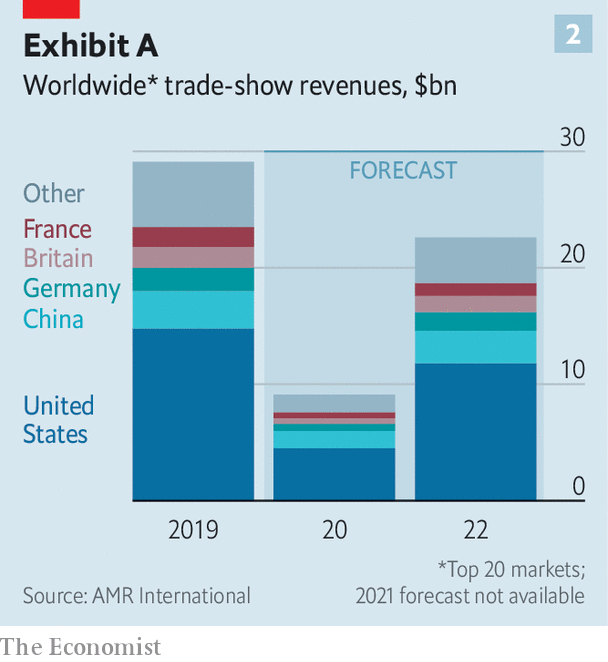 2
Exhibit A
Worldwide* trade-show revenues, $bn
30
FORECAST
Other
France
Britain
20
Germany
China
10
United
States
0
2019
20
22
*Top 20 markets;
Source: AMR International
2021 forecast not available
The Economist